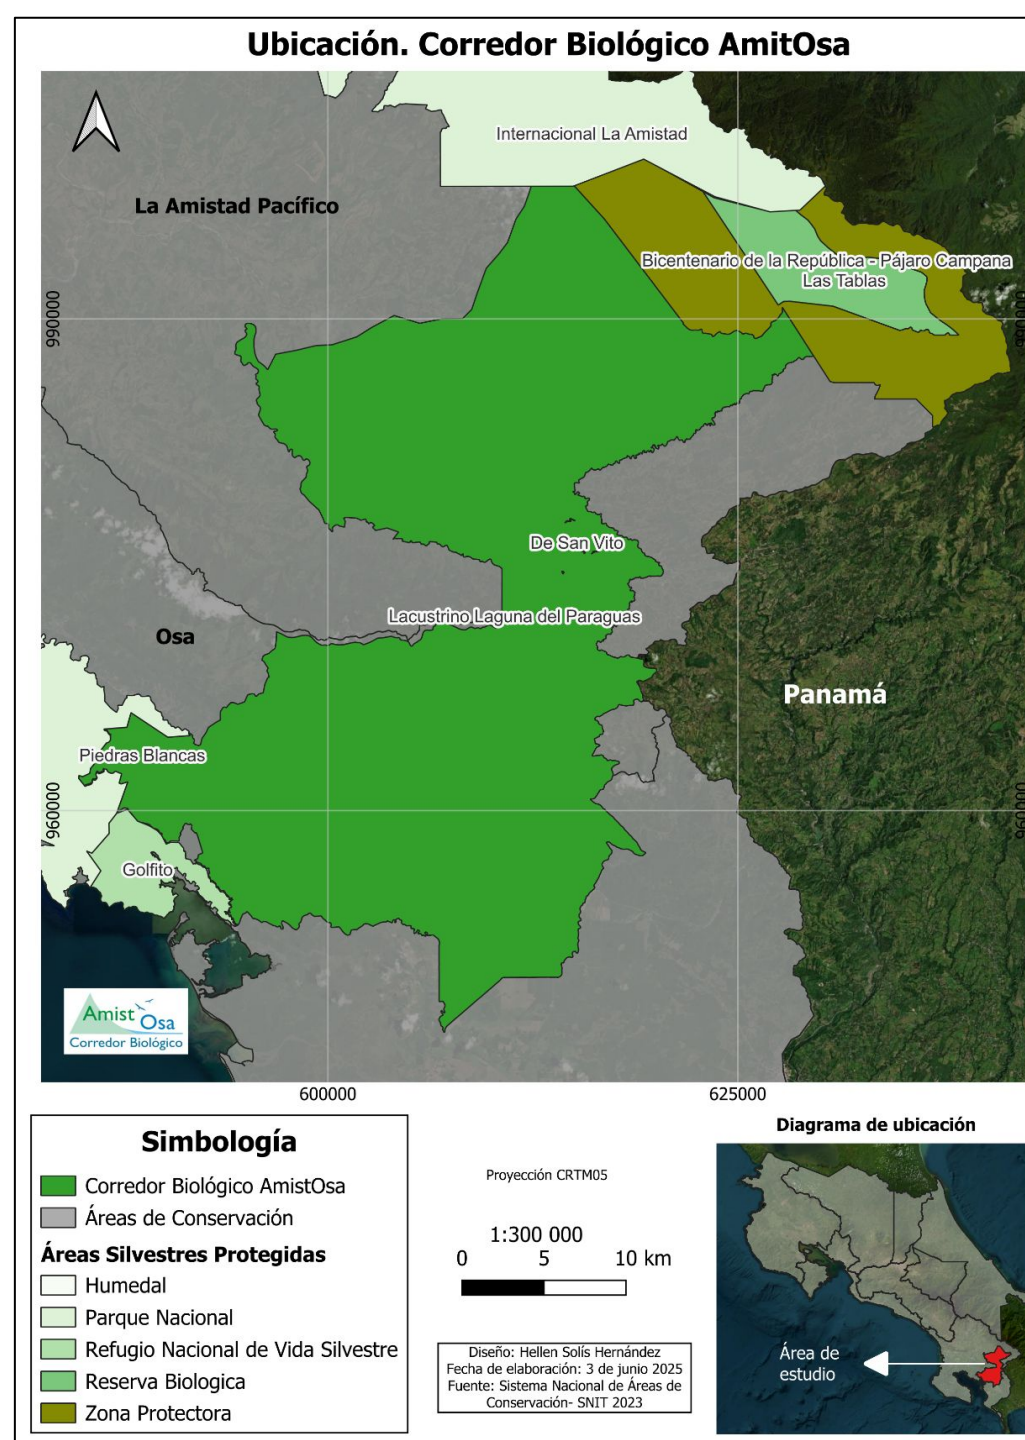 Ubicación. Corredor Biológico AmitOsa
Internacional La Amistad
La Amistad Pacífico
Bicentenario de la República - Pájaro Campana
Las Tablas
990000
990000
De San Vito
Lacustrino Laguna del Paraguas
Osa
Panamá
Piedras Blancas
960000
960000
Golfito
Amist Osa
Corredor Biológico
600000
625000
Simbología
Corredor Biológico AmistOsa
Áreas de Conservación
Áreas Silvestres Protegidas
Humedal
Parque Nacional
Refugio Nacional de Vida Silvestre
Reserva Biologica
Zona Protectora
Proyección CRTM05
1:300 000
0 5 10 km
Diseño: Hellen Solís Hernández
Fecha de elaboración: 3 de junio 2025
Fuente: Sistema Nacional de Áreas de
Conservación- SNIT 2023
Diagrama de ubicación
Área de
estudio